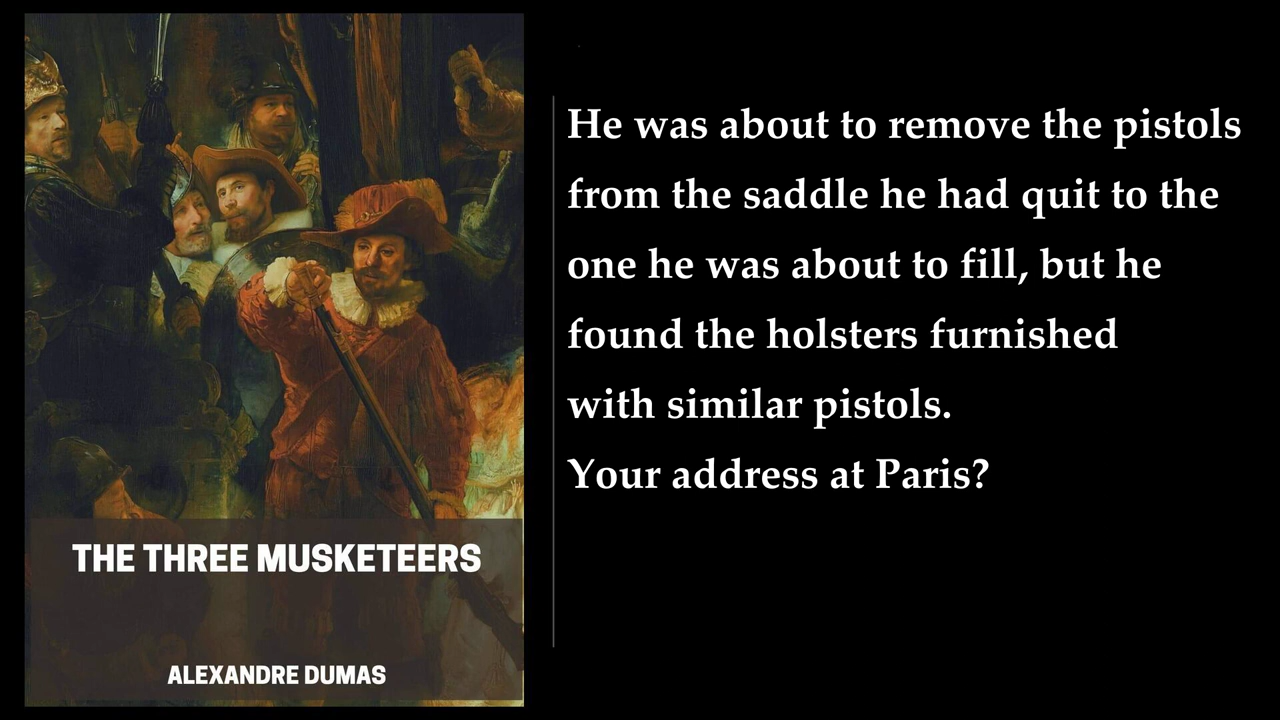 THE THREE MUSKETEERS
ALEXANDRE DUMAS
He was about to remove the pistols
from the saddle he had quit to the
one he was about to fill, but he
found the holsters furnished
with similar pistols.
Your address at Paris?